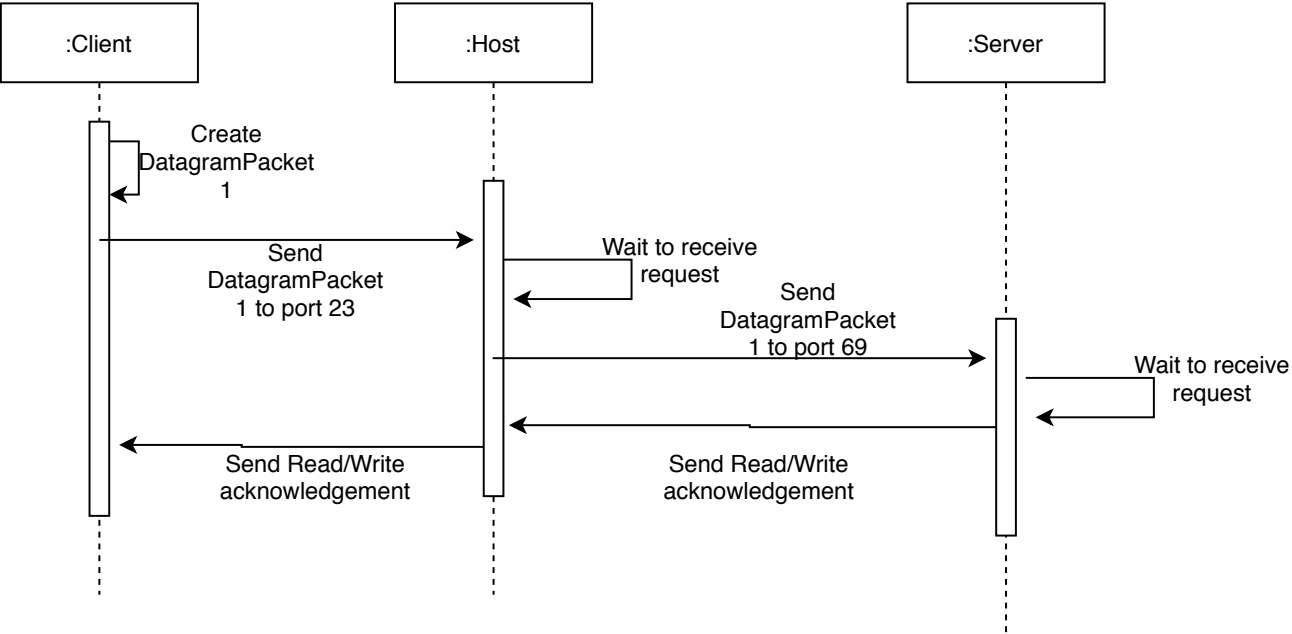 :Client
:Host
:Server
Create
DatagramPacket
1
Send
DatagramPacket
1 to port 23
Wait to receive
request
Send
DatagramPacket
1 to port 69
Wait to receive
request
Send Read/Write
acknowledgement
Send Read/Write
acknowledgement